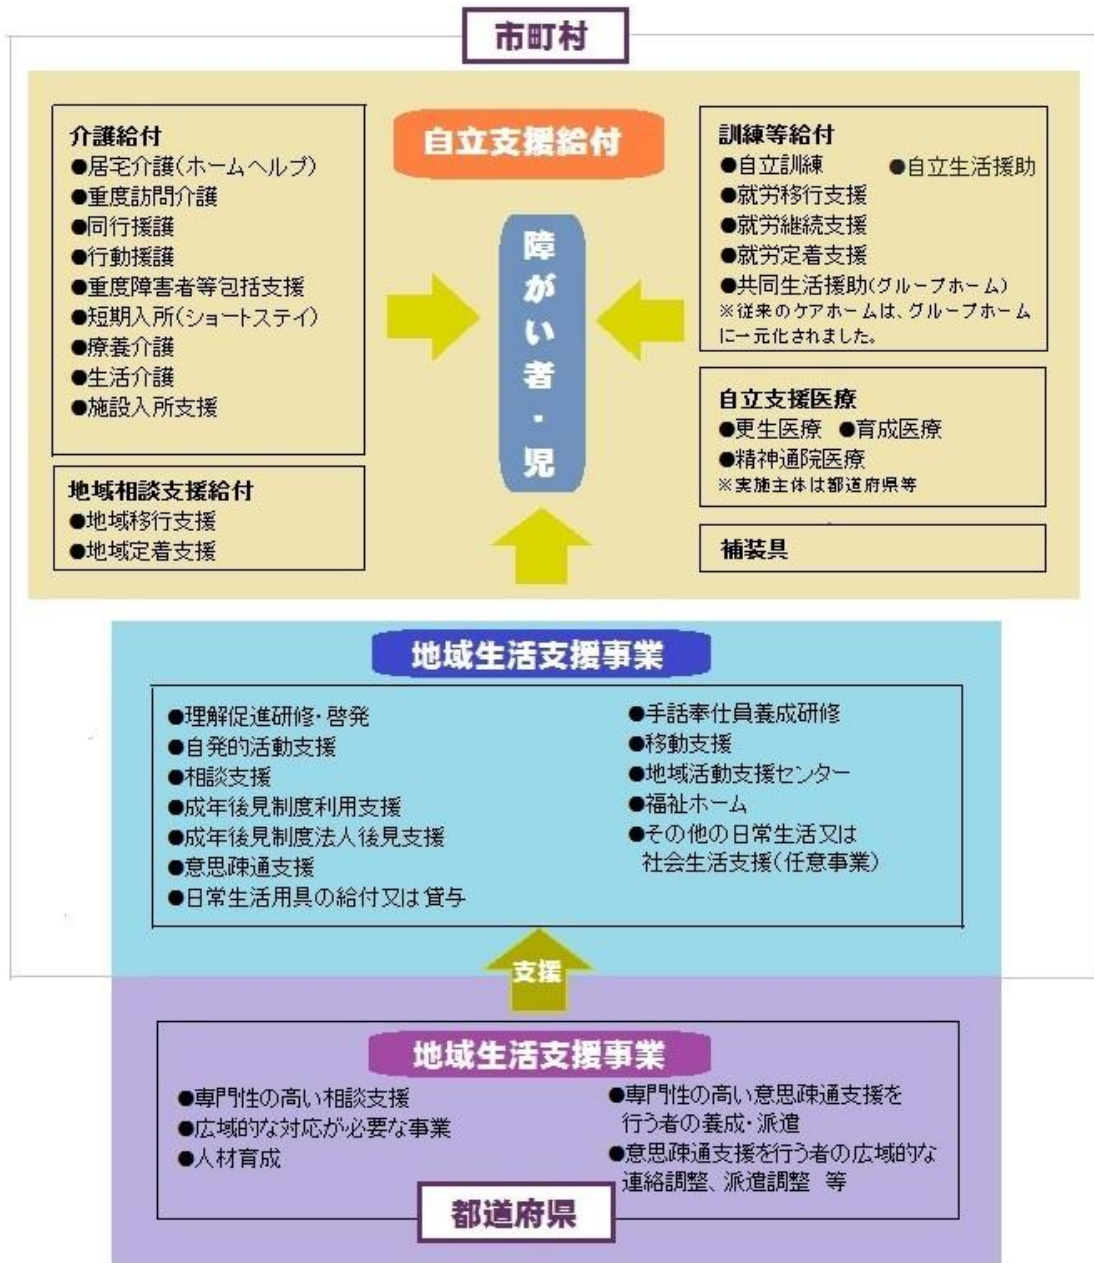 市町村
自立支援給付
介護給付
●居宅介護(ホームヘルプ)
●重度訪問介護
●同行援護
●行動援護
●重度障害者等包括支援
●短期入所(ショートステイ)
●療養介護
●生活介護
●施設入所支援
地域相談支援給付
●地域移行支援
●地域定着支援
障がい者・児
訓練等給付
●自立訓練 ●自立生活援助
●就労移行支援
●就労継続支援
●就労定着支援
●共同生活援助(グループホーム)
※従来のケアホームは、グループホーム
に一元化されました。
自立支援医療
●更生医療 ●育成医療
●精神通院医療
※実施主体は都道府県等
補装具
地域生活支援事業
●理解促進研修・啓発
●自発的活動支援
●相談支援
●成年後見制度利用支援
●成年後見制度法人後見支援
●意思疎通支援
●日常生活用具の給付又は貸与
●手話奉仕員養成研修
●移動支援
●地域活動支援センター
●福祉ホーム
●その他の日常生活又は
社会生活支援(任意事業)
支援
地域生活支援事業
●専門性の高い相談支援
●広域的な対応が必要な事業
●人材育成
●専門性の高い意思疎通支援を
行う者の養成・派遣
●意思疎通支援を行う者の広域的な
連絡調整、派遣調整 等
都道府県